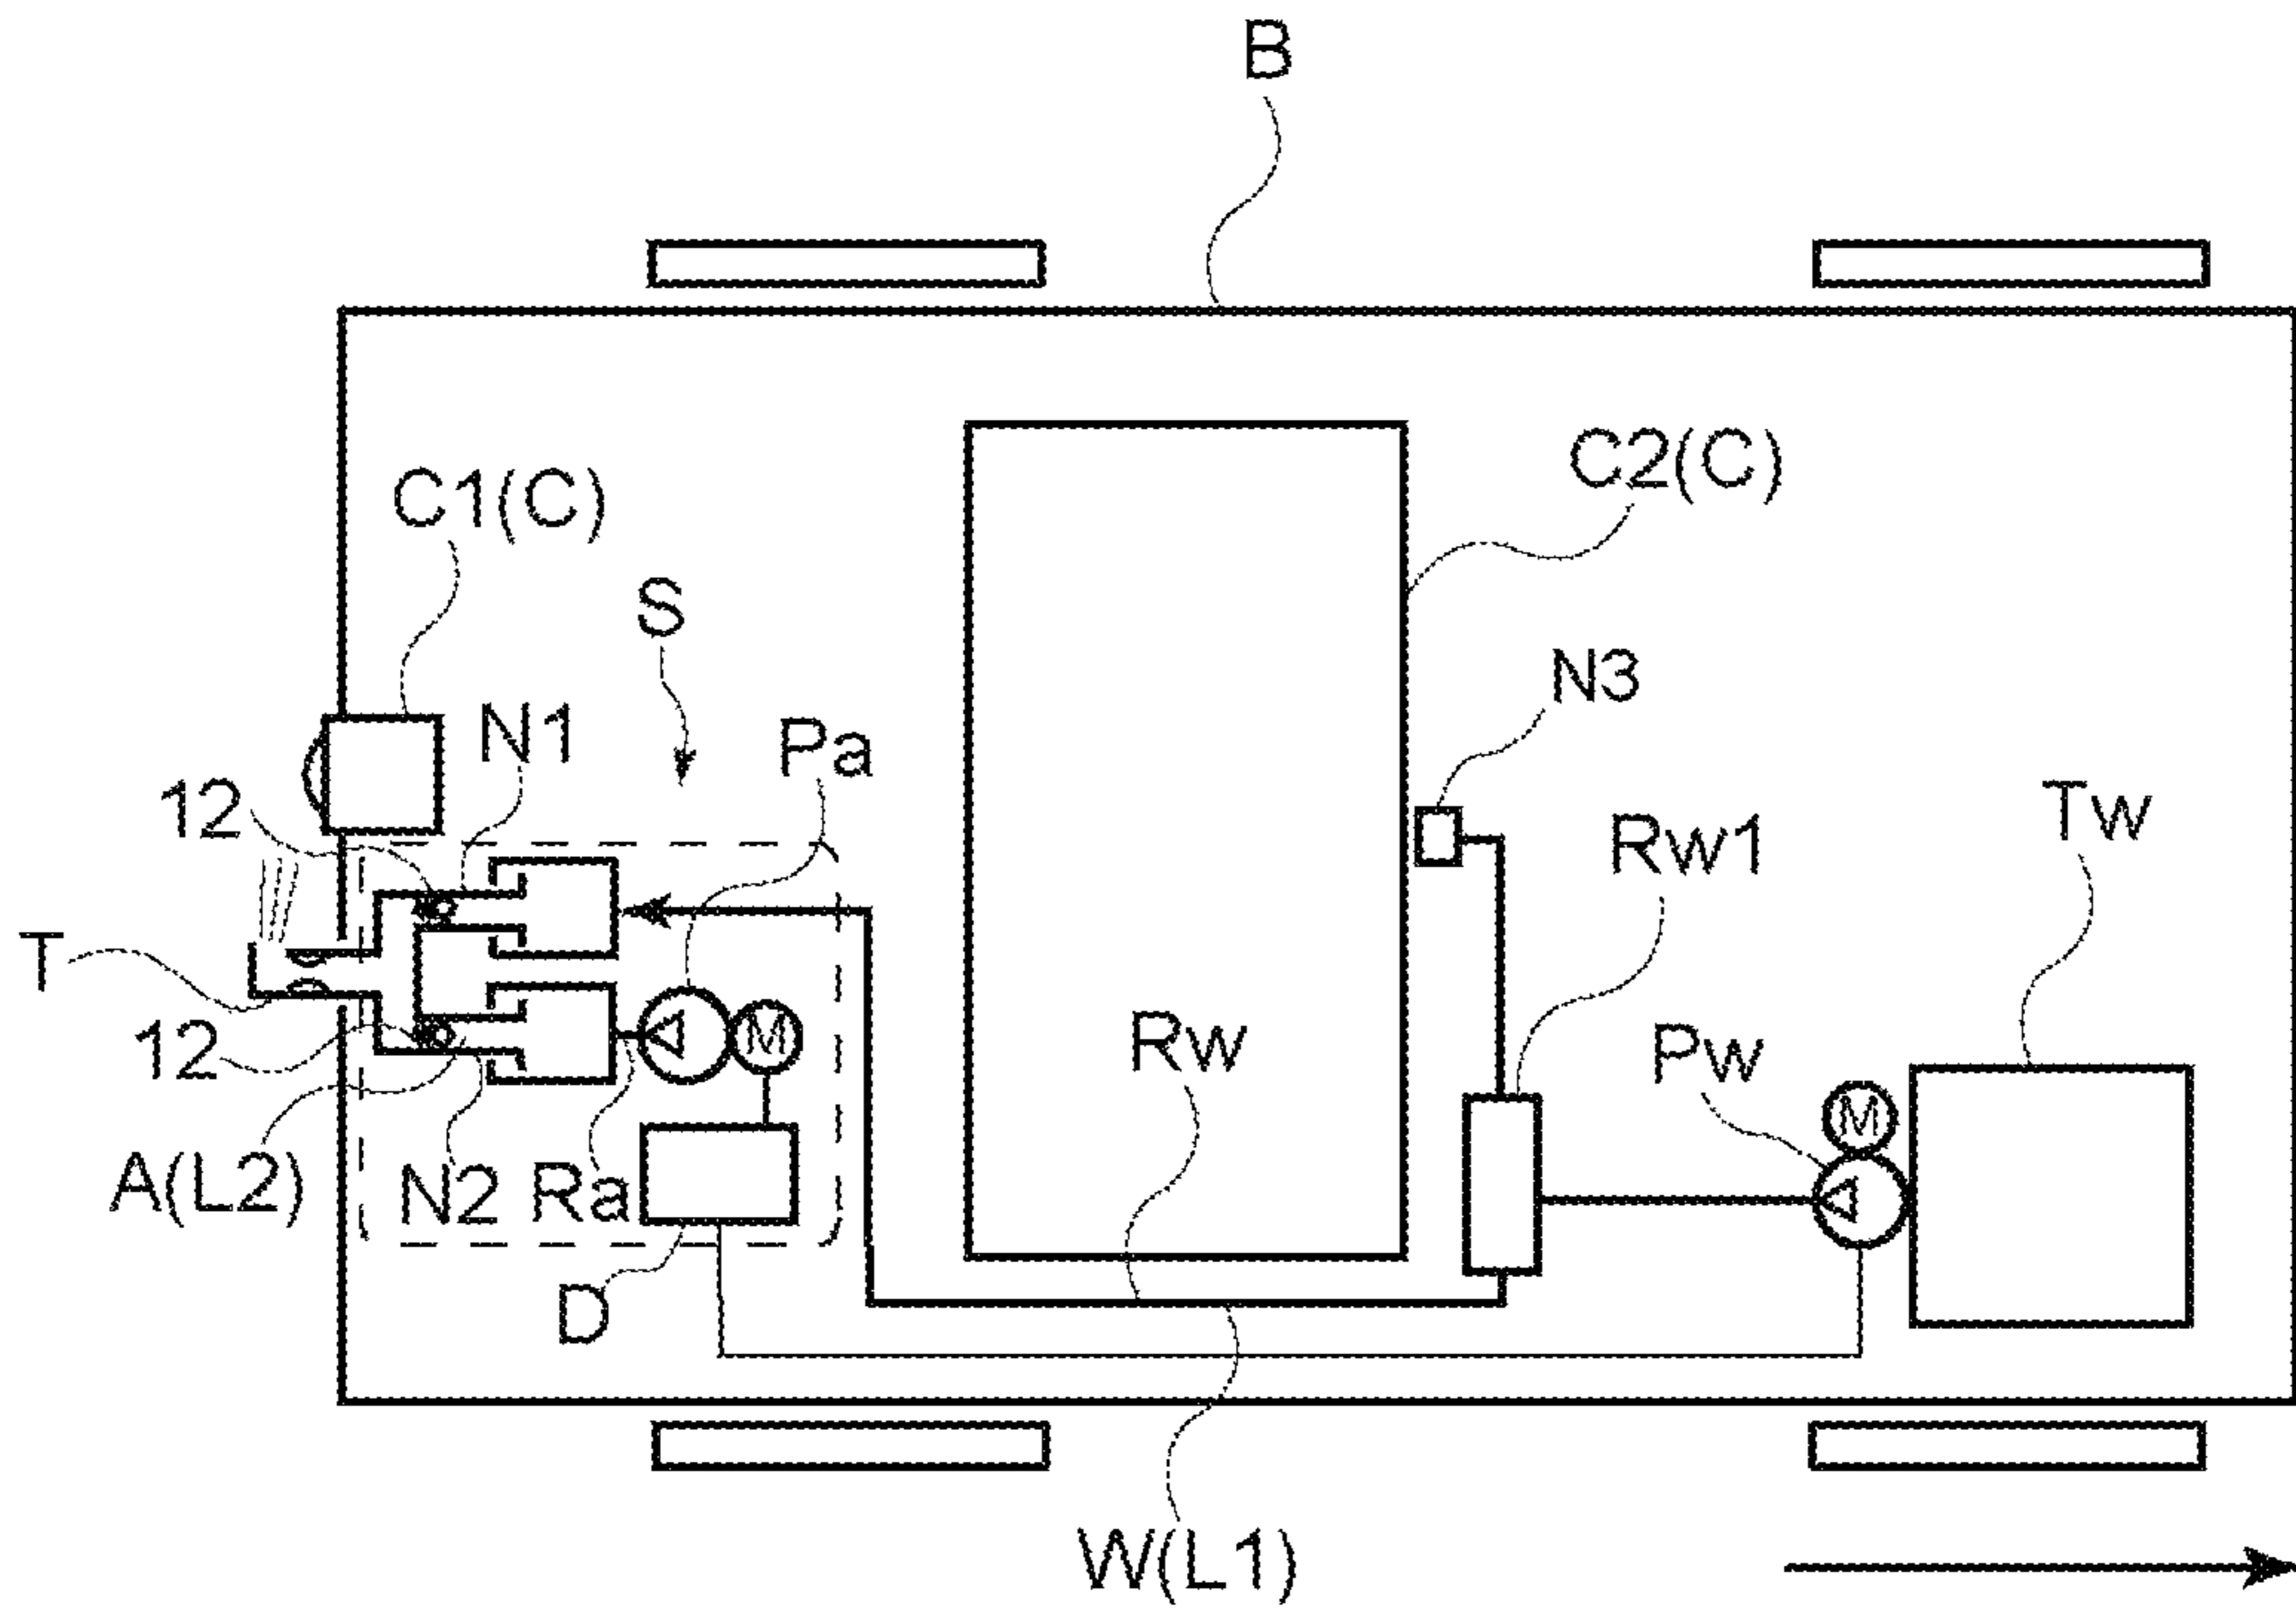 B
C2(C)
C1(C)
S
N3
N1
Pa
12
Tw
Rw1
T
M
Rw
12
Pw
M
A(L2)
N2
Ra
D
W(L1)